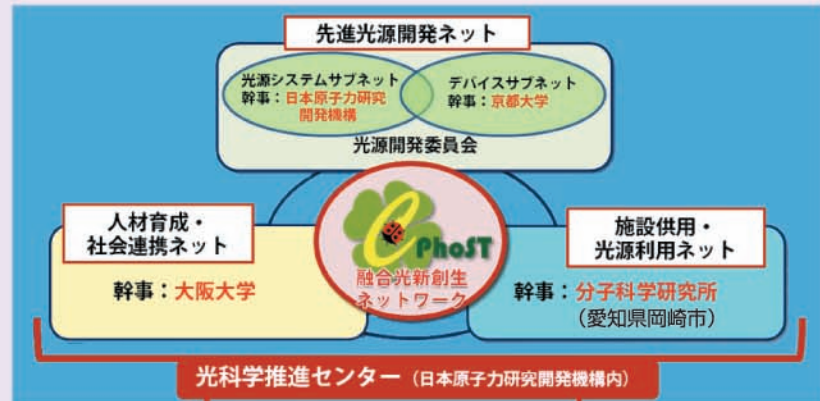 先進光源開発ネット
光源システムサブネット
幹事：日本原子力研究
開発機構
デバイスサブネット
幹事：京都大学
光源開発委員会
人材育成・
社会連携ネット
幹事：大阪大学
C-PhoST
融合光新創生
ネットワーク
施設供用・
光源利用ネット
幹事：分子科学研究所
（愛知県岡崎市）
光科学推進センター（日本原子力研究開発機構内）